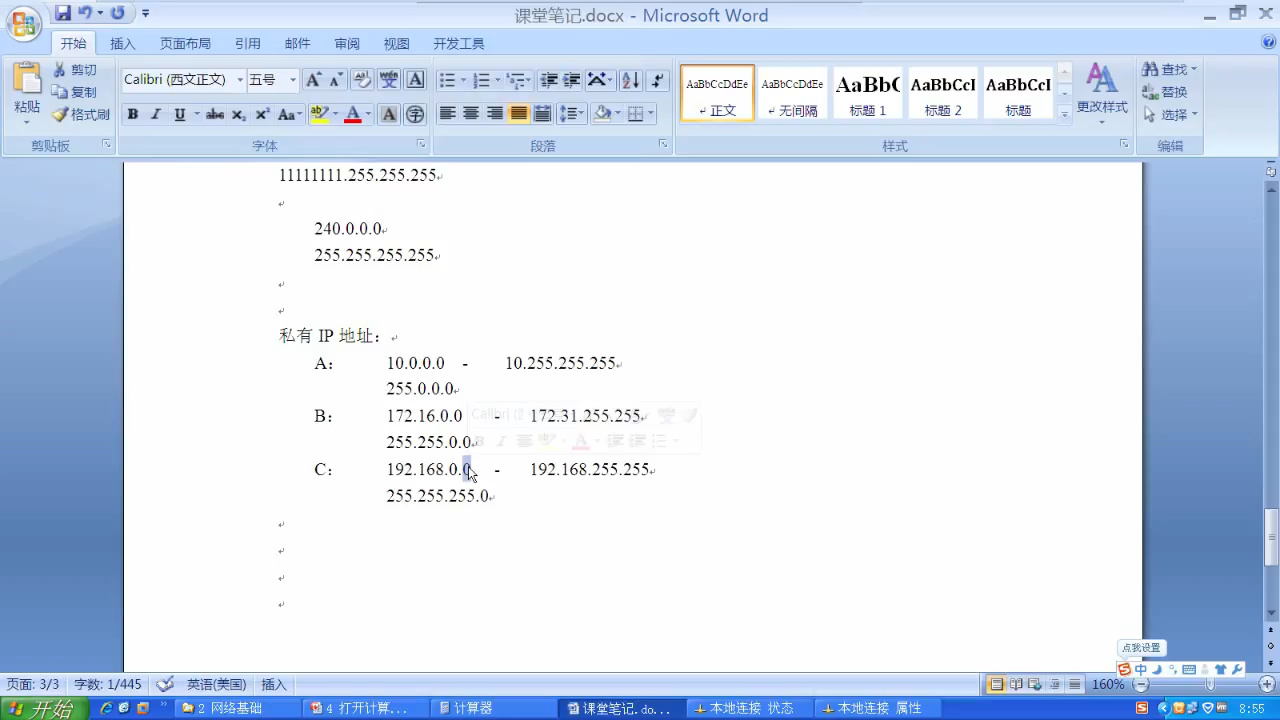 课堂笔记.docx - Microsoft Word
开始 插入 页面布局 引用 邮件 审阅 视图 开发工具
粘贴 剪切 复制 格式刷
剪贴板
Calibri (西文正文) 五号
B I U abc x₂ x² Aa A
字体
段落
AaBbCcDdEe AaBbCcDdEe AaBbC AaBbCcI AaBbCcI
正文 无间隔 标题 1 标题 2 标题
更改样式
样式
查找 替换 选择
编辑
11111111.255.255.255
240.0.0.0
255.255.255.255
私有 IP 地址:
A: 10.0.0.0 - 10.255.255.255
255.0.0.0
B: 172.16.0.0 - 172.31.255.255
255.255.0.0
C: 192.168.0.0 - 192.168.255.255
255.255.255.0
点我设置
中
页面: 3/3 字数: 1/445 英语(美国) 插入 160%
开始 2 网络基础 4 打开计算... 计算器 课堂笔记.do... 本地连接 状态 本地连接 属性 8:55